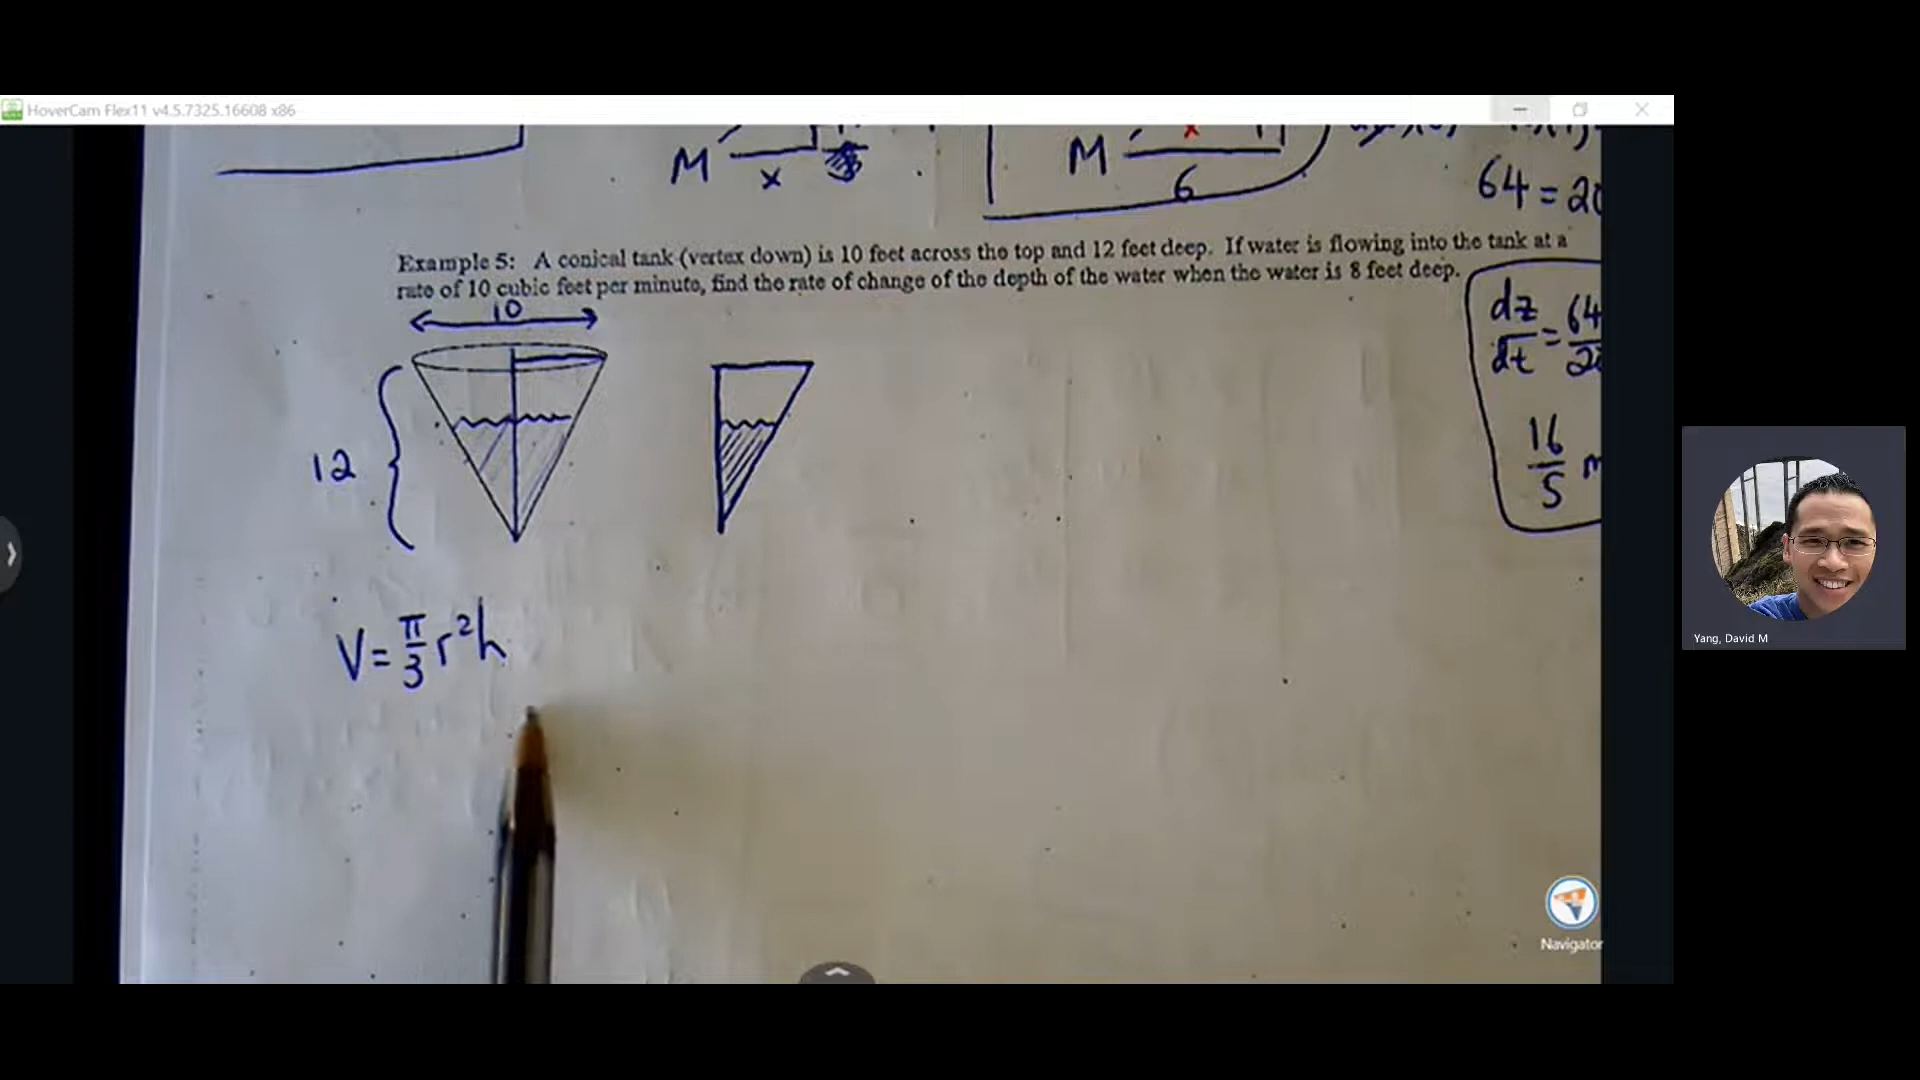 HoverCam Flex11 v4.5.7325.16608 x86
M x
M x 6
64 = 20
Example 5: A conical tank (vertex down) is 10 feet across the top and 12 feet deep. If water is flowing into the tank at a
rate of 10 cubic feet per minute, find the rate of change of the depth of the water when the water is 8 feet deep.
10
12
dz/dt = 64/2
16/5 m
V = π/3 r²h
Yang, David M
Navigator